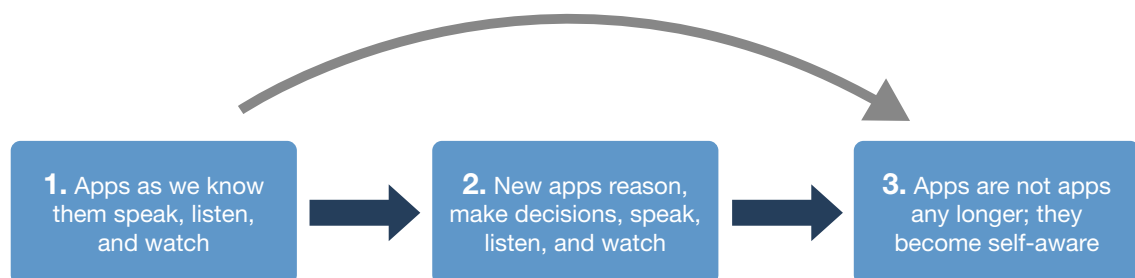 1. Apps as we know
them speak, listen,
and watch
2. New apps reason,
make decisions, speak,
listen, and watch
3. Apps are not apps
any longer; they
become self-aware